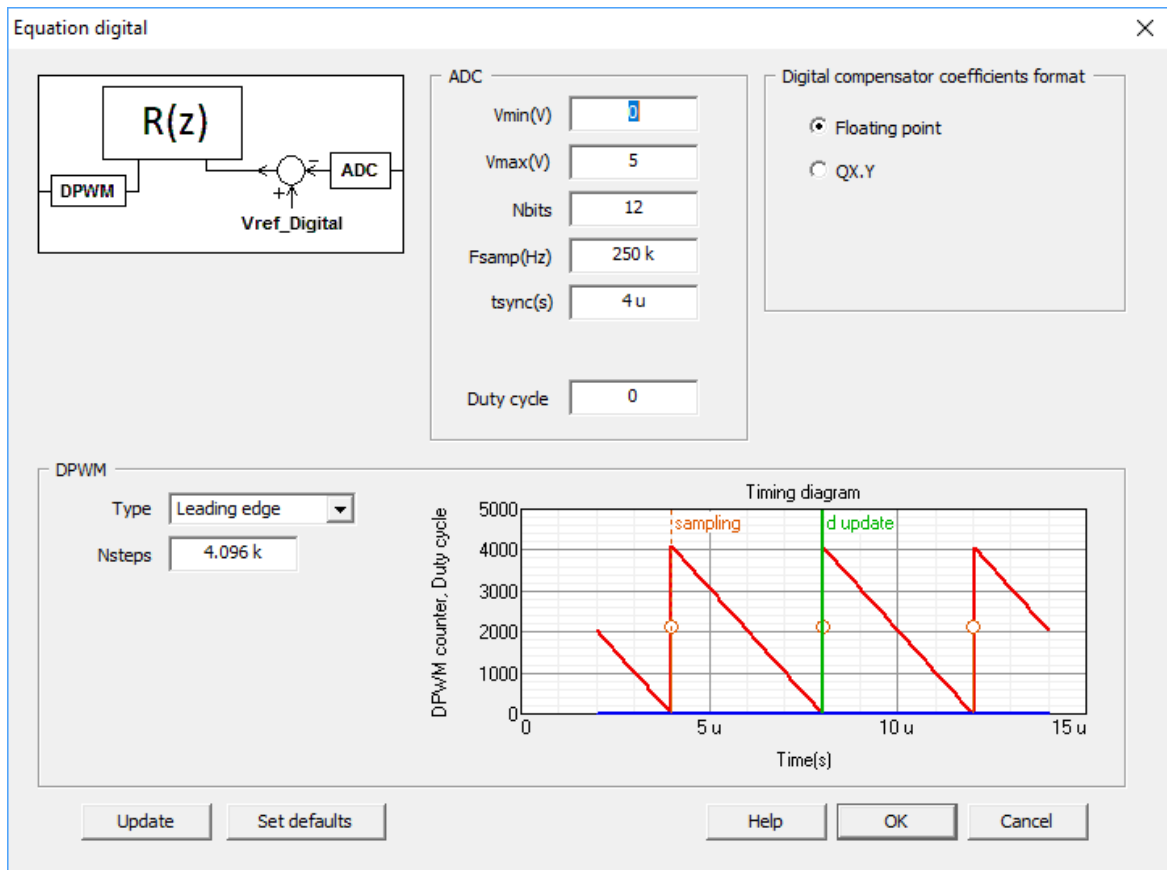 Equation digital
R(z)
DPWM
ADC
-
+
Vref_Digital
ADC
Vmin(V)
0
Vmax(V)
5
Nbits
12
Fsamp(Hz)
250 k
tsync(s)
4 u
Duty cycle
0
Digital compensator coefficients format
Floating point
QX.Y
DPWM
Type
Leading edge
Nsteps
4.096 k
Timing diagram
DPWM counter, Duty cycle
5000
4000
3000
2000
1000
0
sampling
d update
0
5 u
10 u
15 u
Time(s)
Update
Set defaults
Help
OK
Cancel